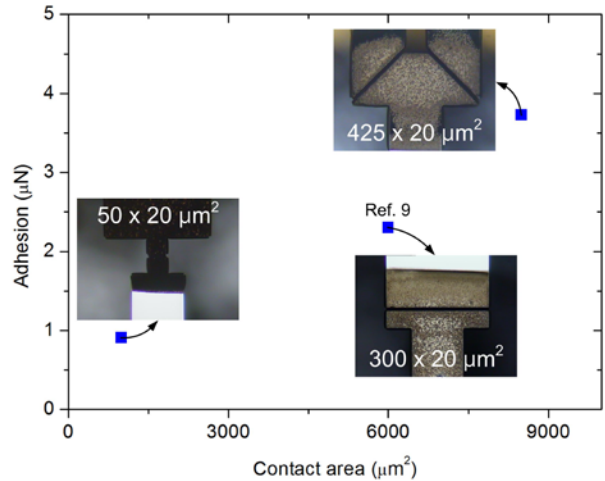 5
4
3
2
1
0
Adhesion (μN)
425 x 20 μm²
50 x 20 μm²
Ref. 9
300 x 20 μm²
0
3000
6000
9000
Contact area (μm²)